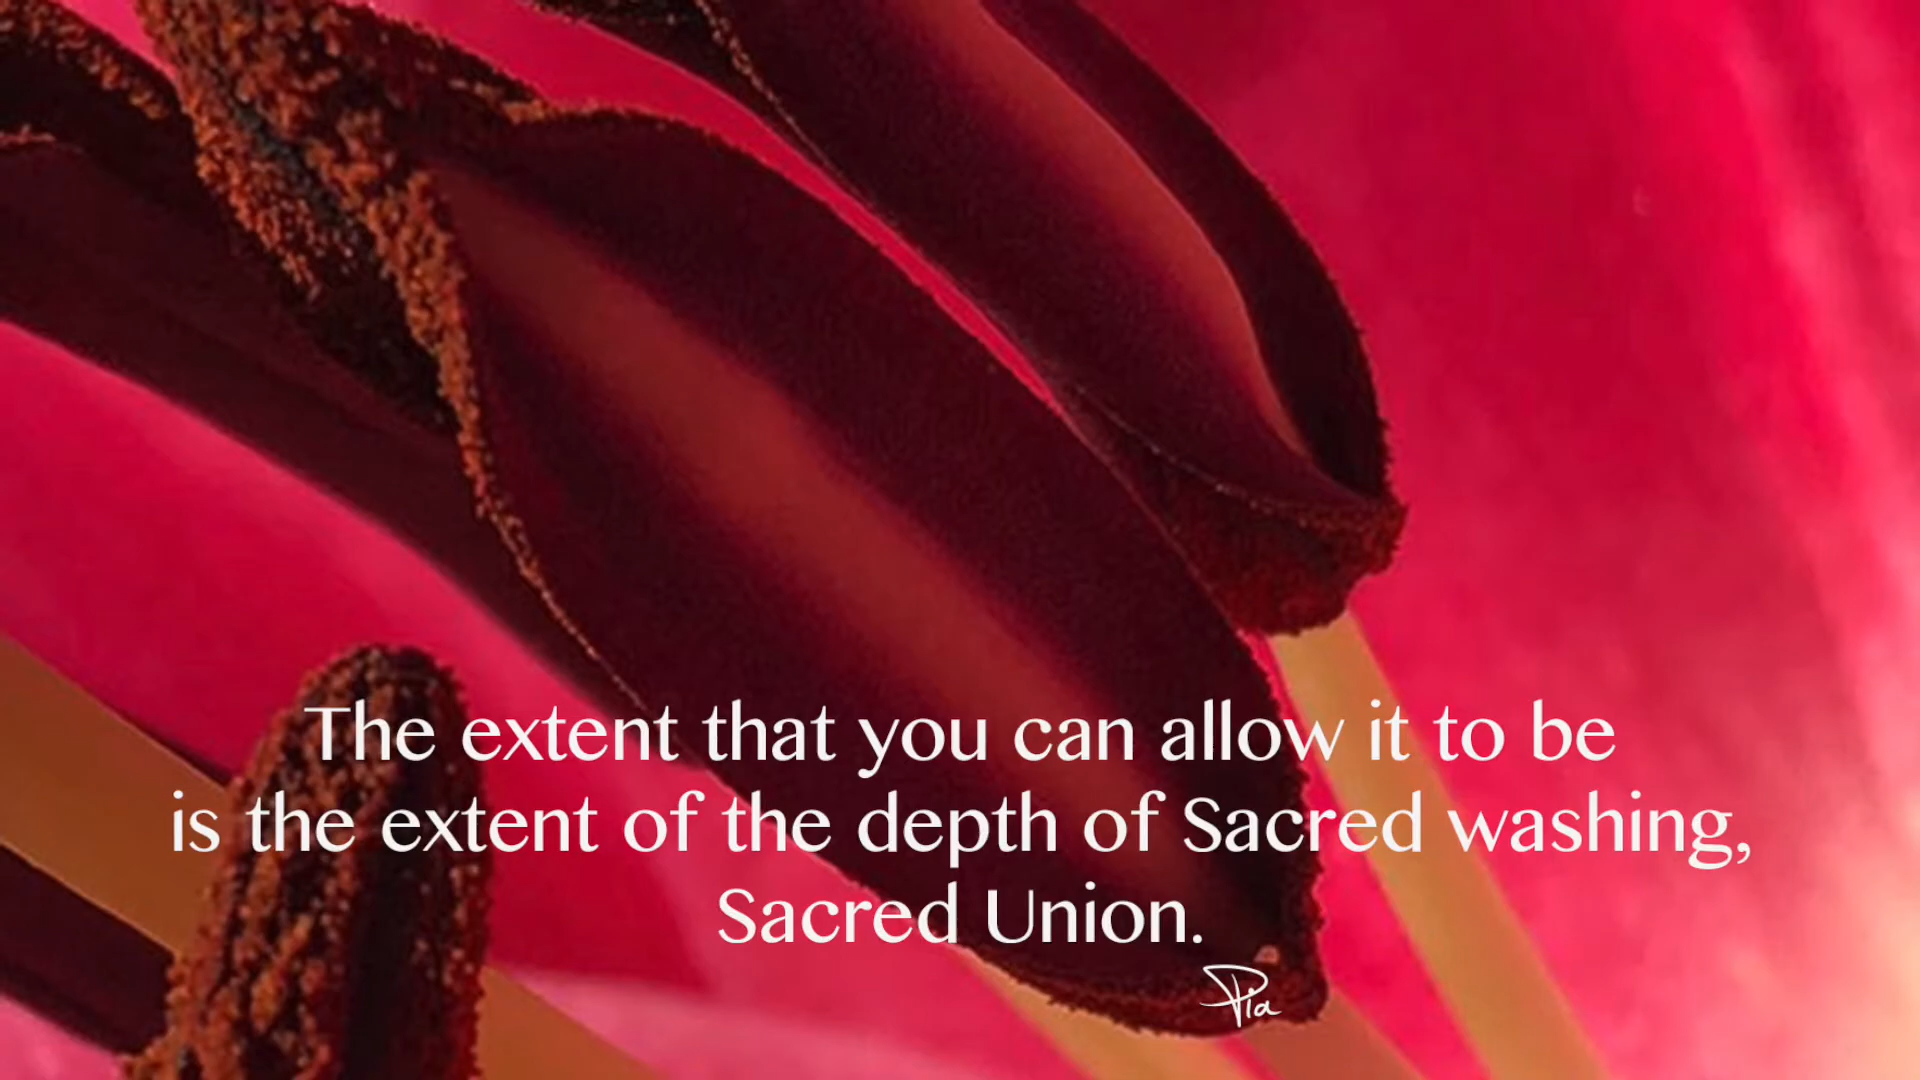 The extent that you can allow it to be
is the extent of the depth of Sacred washing,
Sacred Union.
Pia